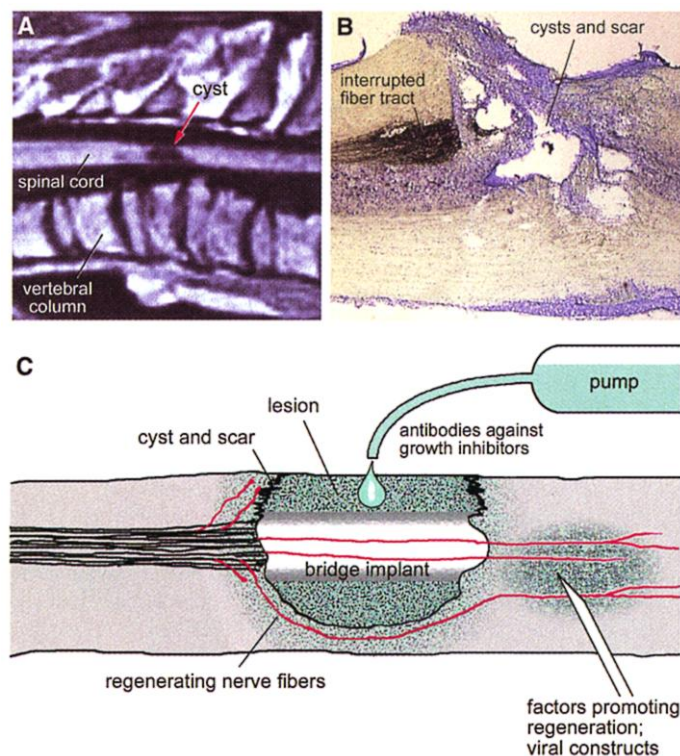 A
cyst
spinal cord
vertebral
column
B
cysts and scar
interrupted
fiber tract
C
pump
lesion
antibodies against
growth inhibitors
cyst and scar
bridge implant
regenerating nerve fibers
factors promoting
regeneration;
viral constructs